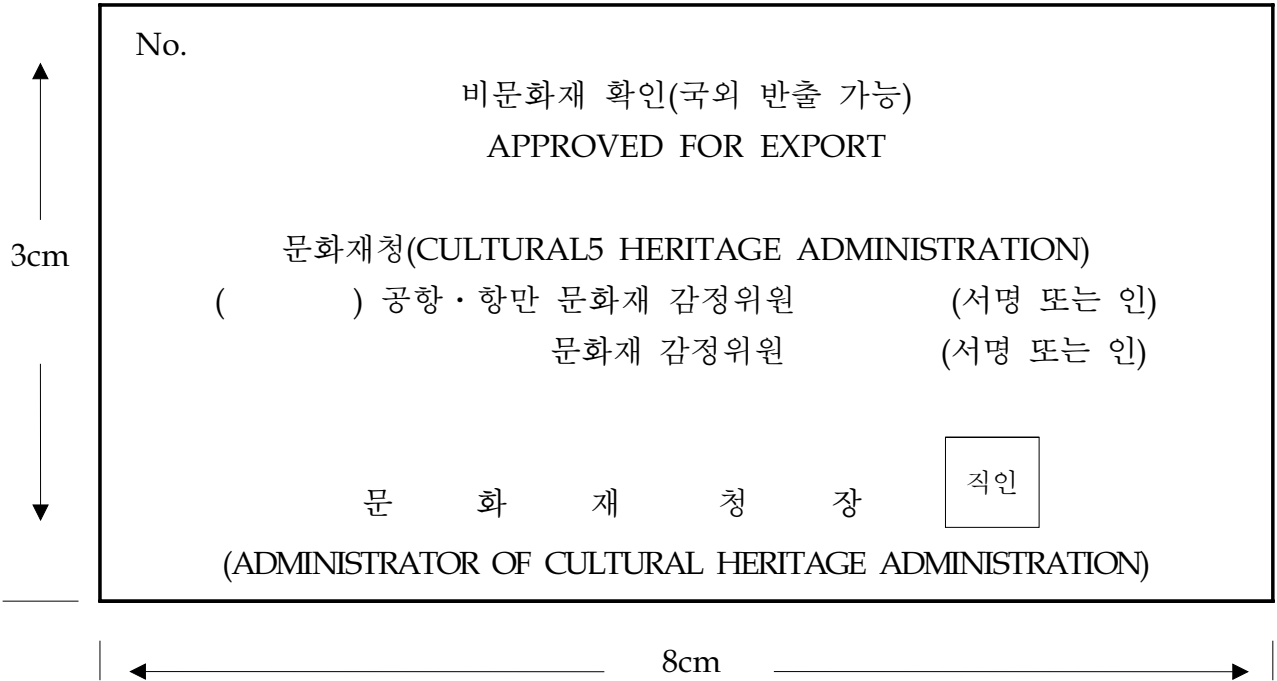 No.
비문화재 확인(국외 반출 가능)
APPROVED FOR EXPORT
3cm
문화재청(CULTURAL5 HERITAGE ADMINISTRATION)
( ) 공항·항만 문화재 감정위원 (서명 또는 인)
문화재 감정위원 (서명 또는 인)
직인
문 화 재 청 장
(ADMINISTRATOR OF CULTURAL HERITAGE ADMINISTRATION)
8cm